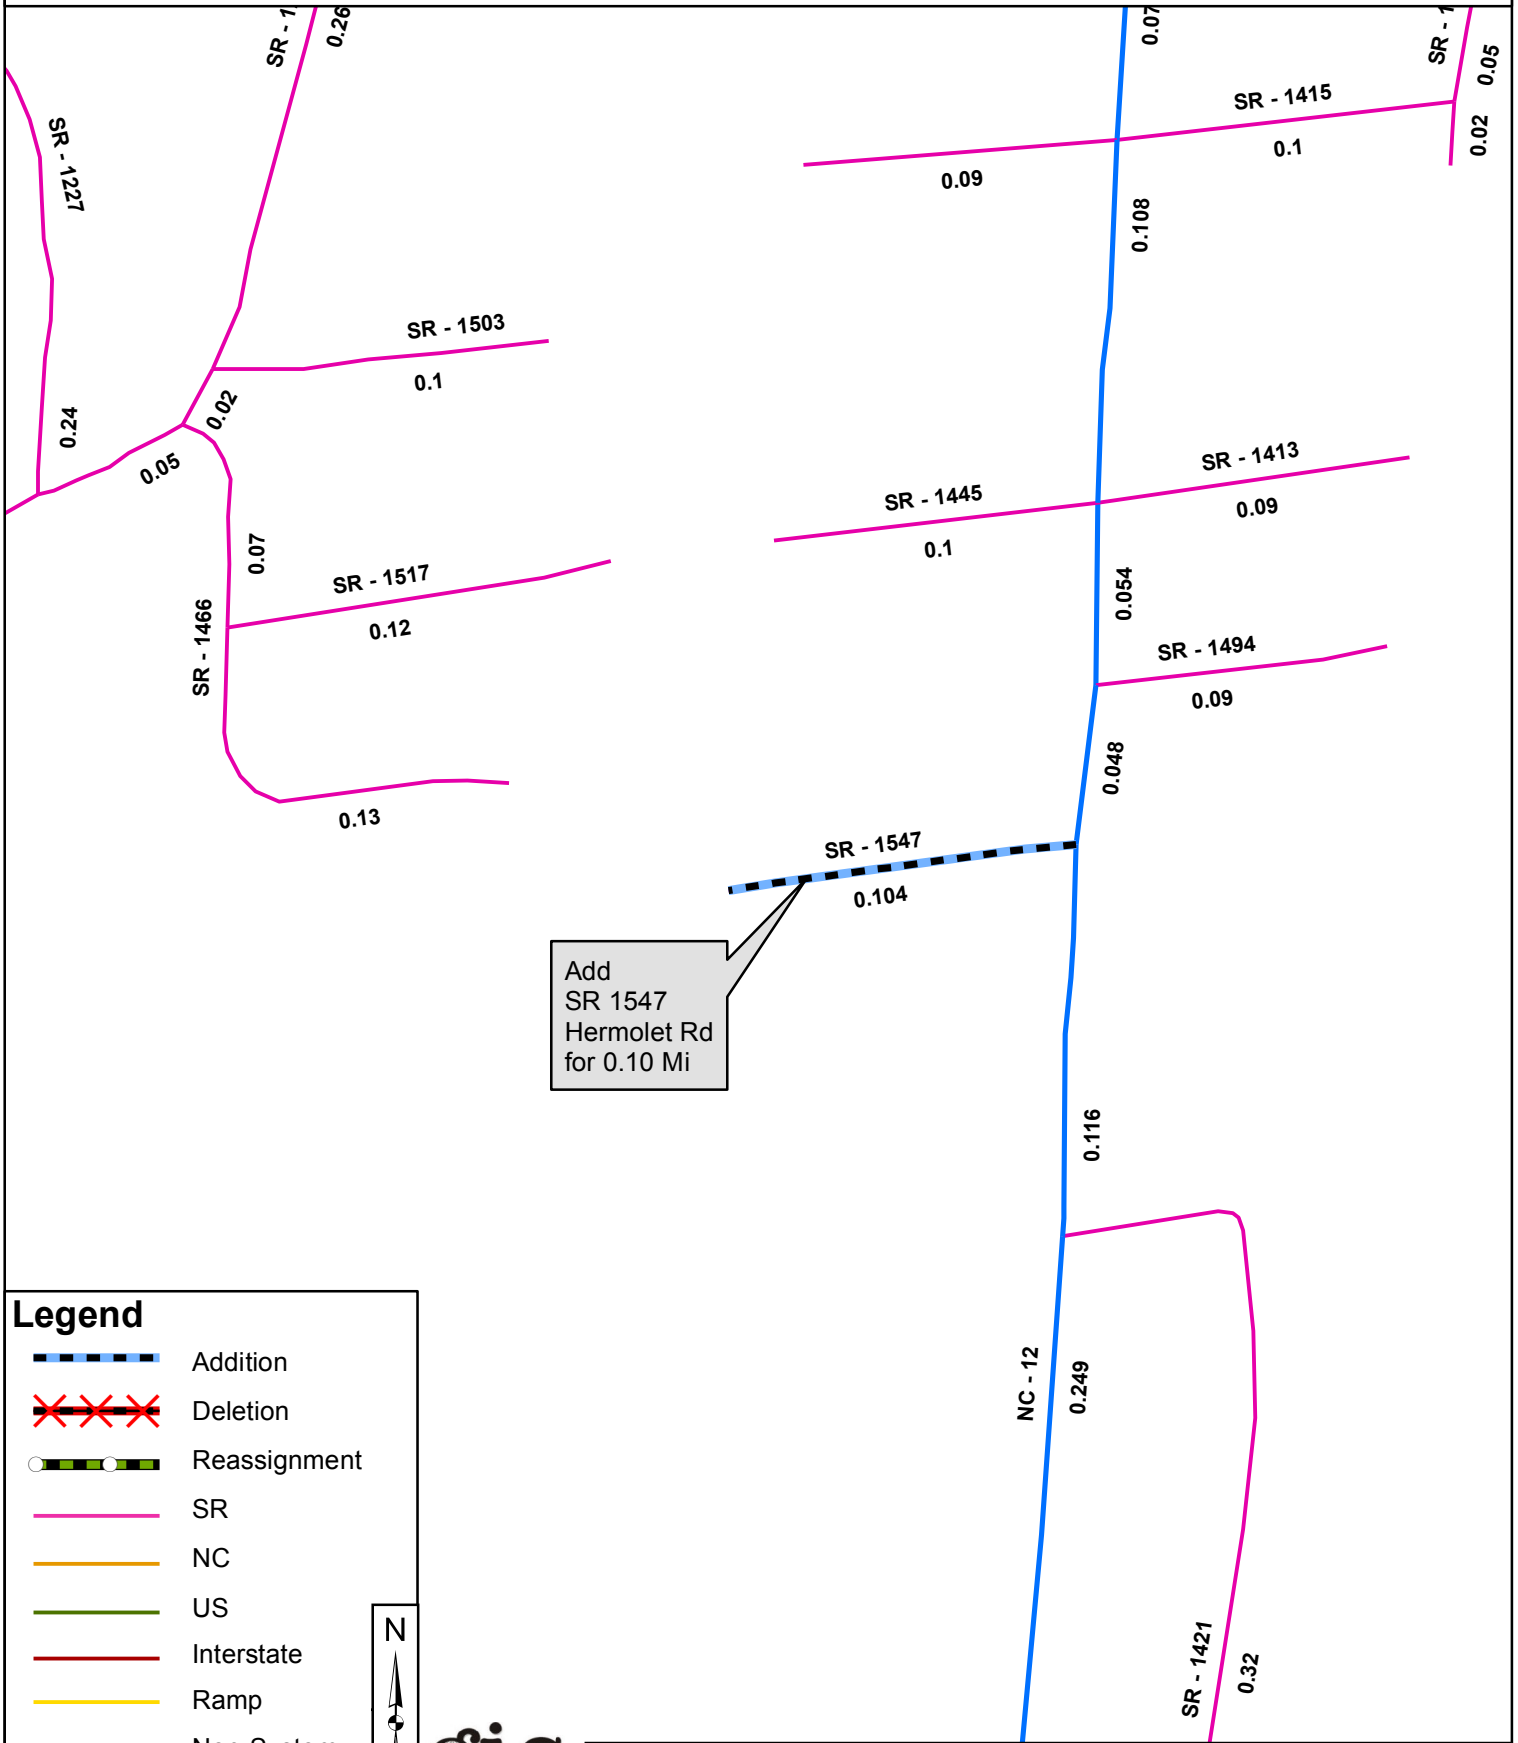 SR - 1
0.26
0.07
SR - 1
0.05
SR - 1415
0.1
0.02
0.09
SR - 1227
0.108
SR - 1503
0.1
0.02
0.24
0.05
SR - 1413
0.09
SR - 1445
0.1
0.07
SR - 1517
0.12
0.054
SR - 1466
SR - 1494
0.09
0.048
0.13
SR - 1547
0.104
Add
SR 1547
Hermolet Rd
for 0.10 Mi
0.116
NC - 12
0.249
SR - 1421
0.32
Legend
Addition
Deletion
Reassignment
SR
NC
US
Interstate
Ramp
N